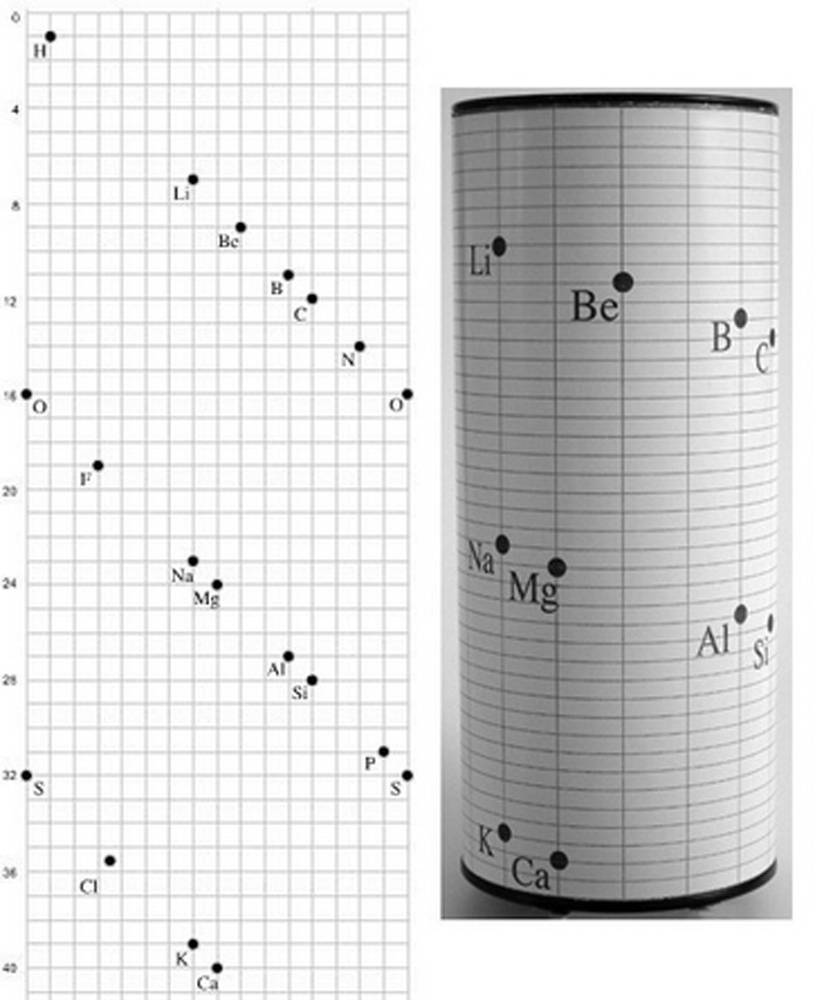 0
H
4
Li
8
Be
B
12
C
N
16
O
O
F
20
Na
24
Mg
Al
28
Si
P
32
S
S
36
Cl
K
40
Ca
Li
Be
B
C
Na
Mg
Al
Si
K
Ca